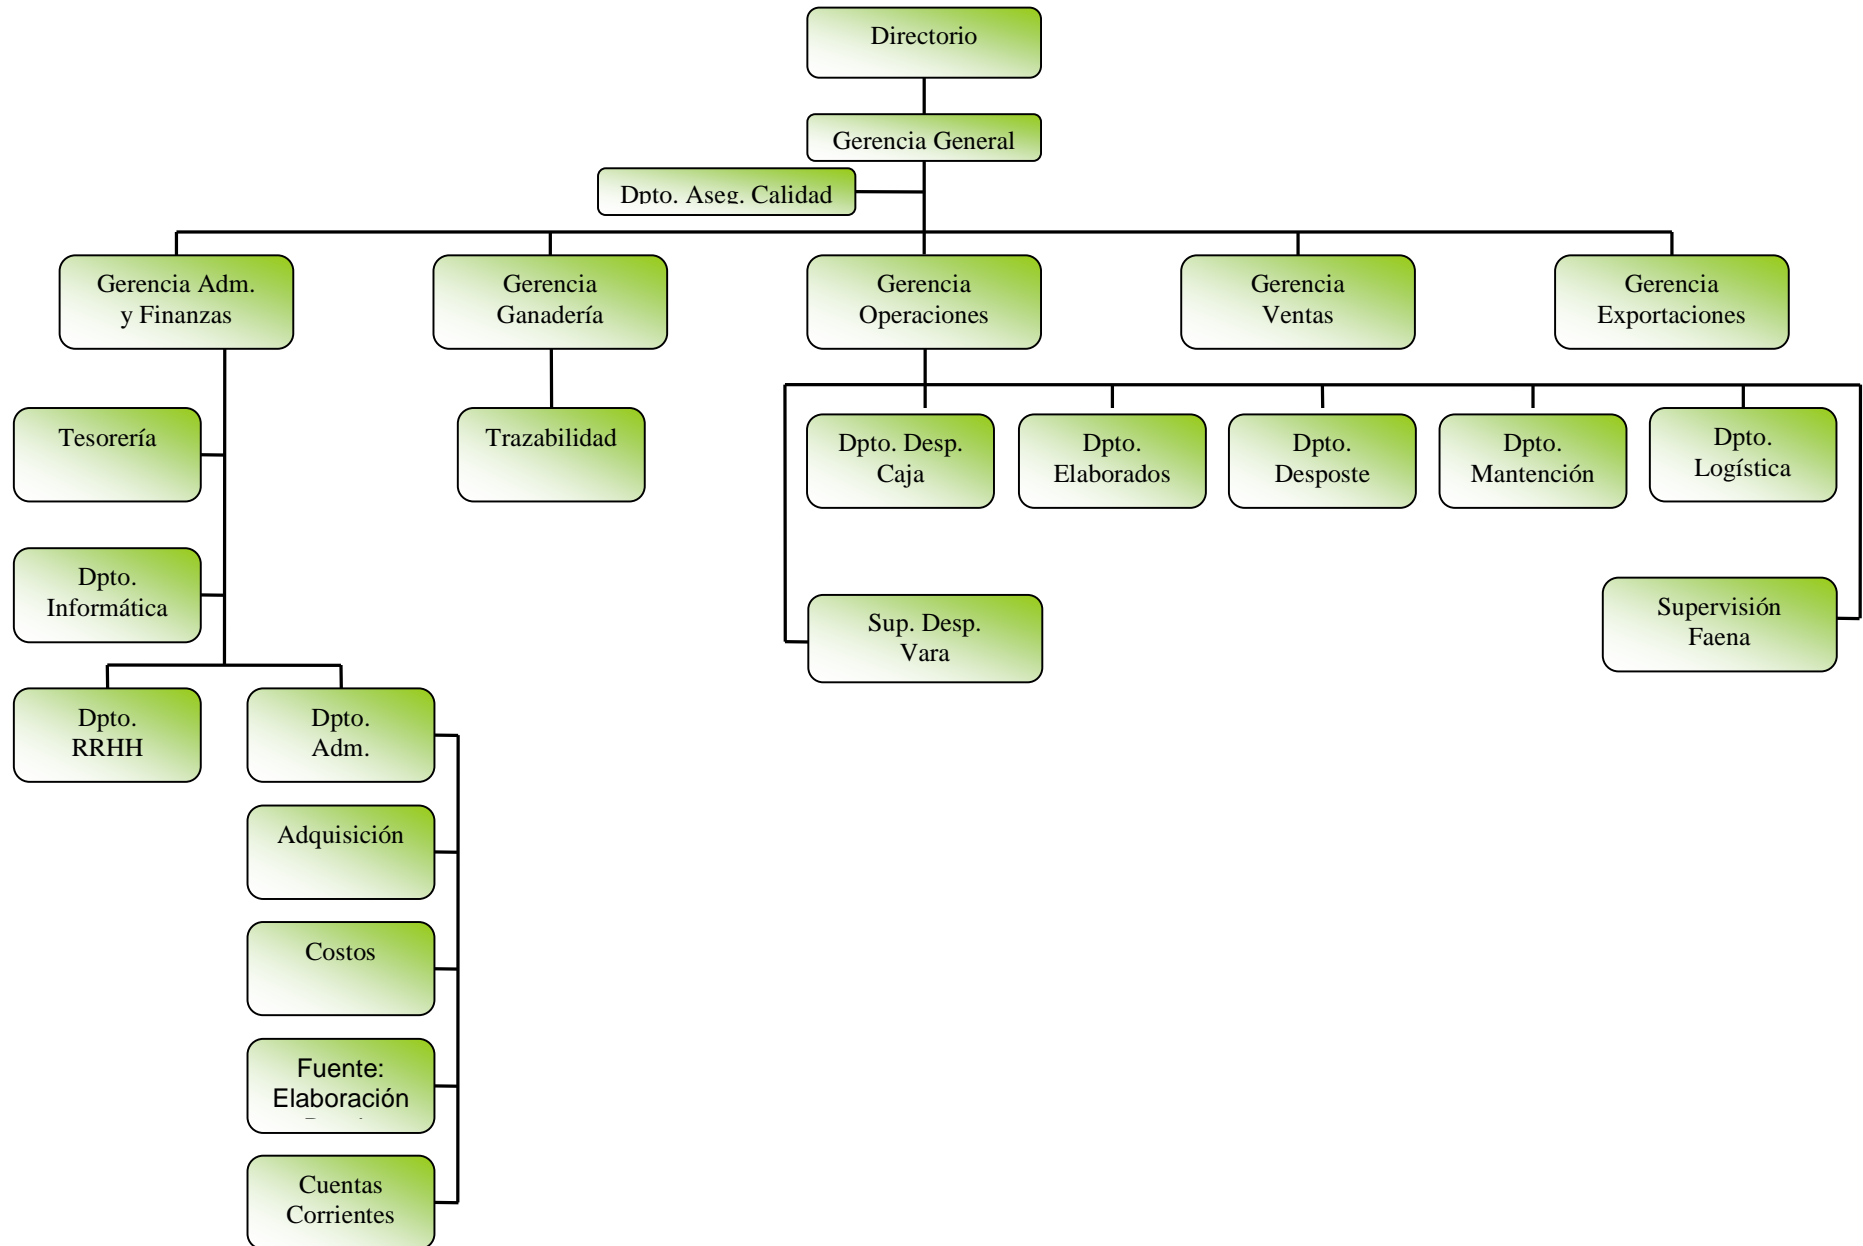 Directorio
Gerencia General
Dpto. Aseg. Calidad
Gerencia Adm.
y Finanzas
Gerencia
Ganadería
Gerencia
Operaciones
Gerencia
Ventas
Gerencia
Exportaciones
Tesorería
Trazabilidad
Dpto. Desp.
Caja
Dpto.
Elaborados
Dpto.
Desposte
Dpto.
Mantención
Dpto.
Logística
Dpto.
Informática
Sup. Desp.
Vara
Supervisión
Faena
Dpto.
RRHH
Dpto.
Adm.
Adquisición
Costos
Fuente:
Elaboración
Cuentas
Corrientes